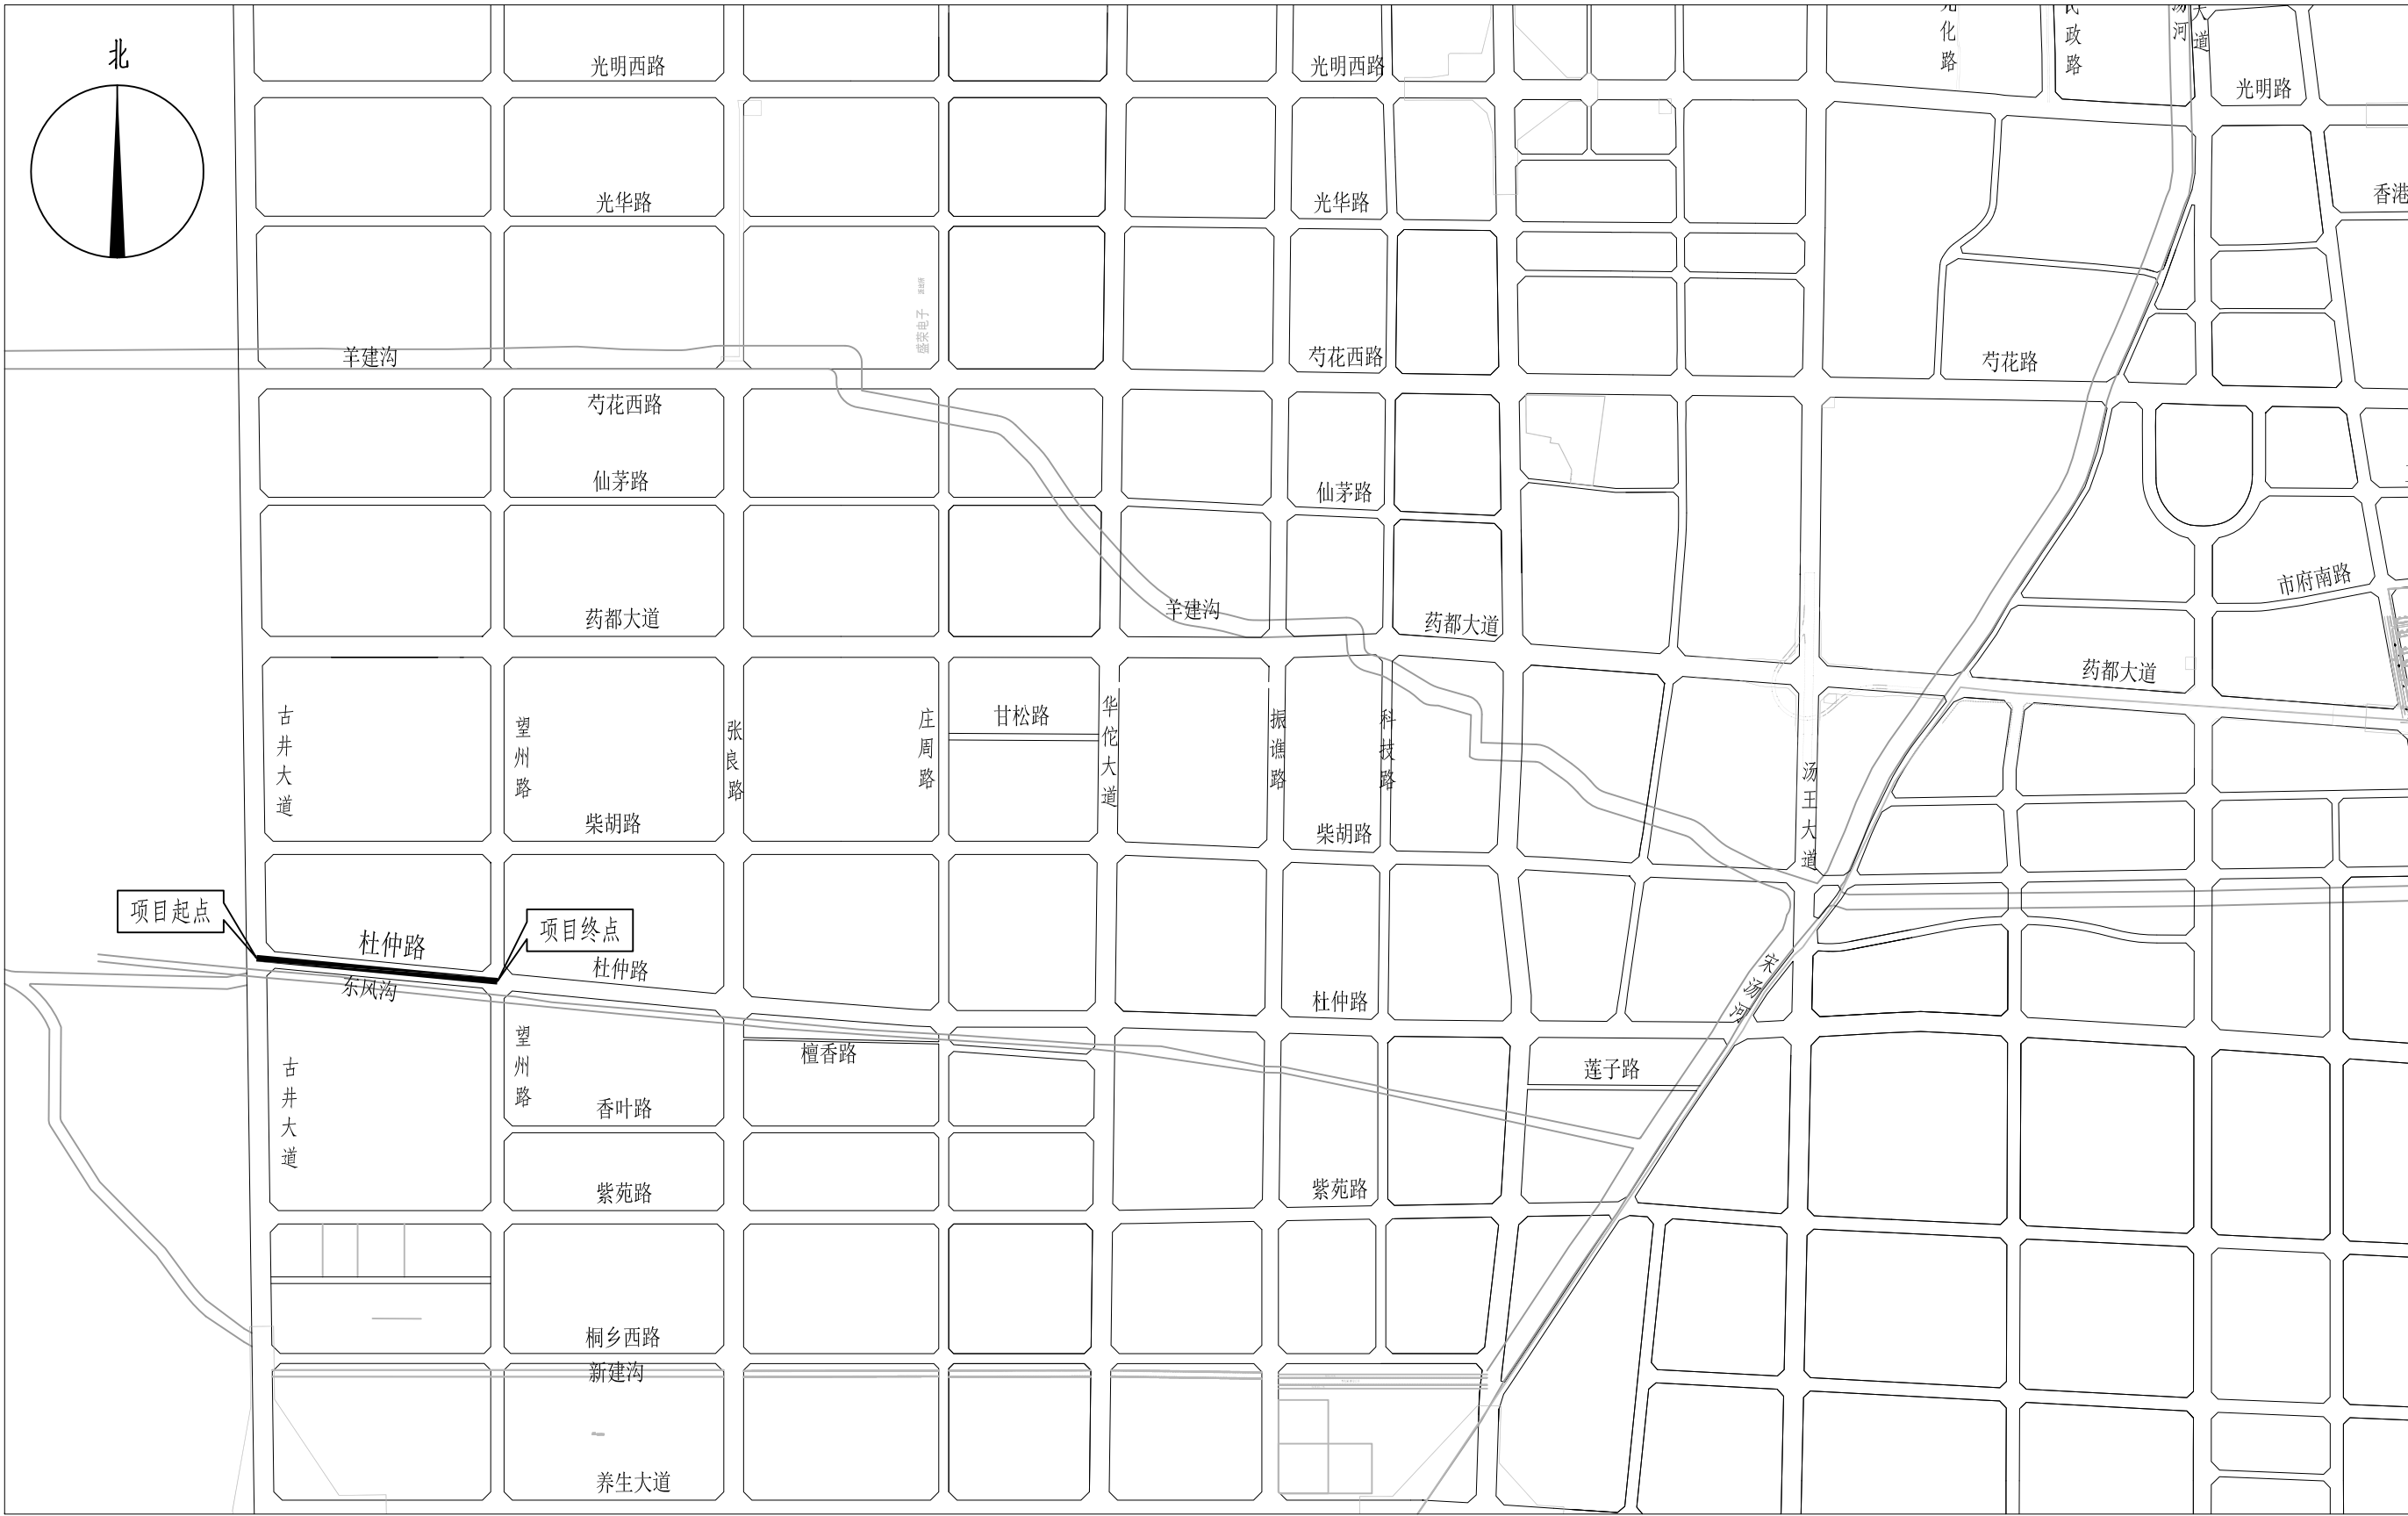 北
光明西路
光明西路
化路
民政路
汤河
大道
光明路
光华路
光华路
香港
盛荣电子
羊建沟
芍花西路
芍花路
芍花西路
仙茅路
仙茅路
市府南路
药都大道
羊建沟
药都大道
药都大道
古井大道
望州路
张良路
庄周路
甘松路
华佗大道
振谯路
科技路
汤王大道
柴胡路
柴胡路
项目起点
项目终点
杜仲路
杜仲路
东风沟
杜仲路
宋汤河
望州路
古井大道
檀香路
莲子路
香叶路
紫苑路
紫苑路
桐乡西路
新建沟
养生大道